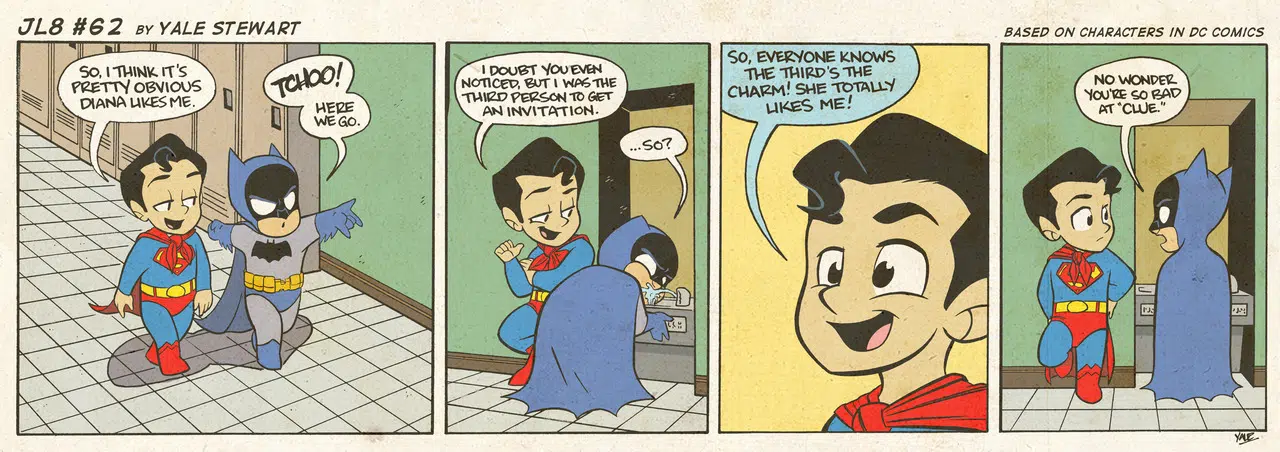 JL8 #62 BY YALE STEWART
BASED ON CHARACTERS IN DC COMICS
SO, I THINK IT'S
PRETTY OBVIOUS
DIANA LIKES ME.
TCHOO!
HERE
WE GO.
I DOUBT YOU EVEN
NOTICED, BUT I WAS THE
THIRD PERSON TO GET
AN INVITATION.
...SO?
SO, EVERYONE KNOWS
THE THIRD'S THE
CHARM! SHE TOTALLY
LIKES ME!
NO WONDER
YOU'RE SO BAD
AT "CLUE."
YALE